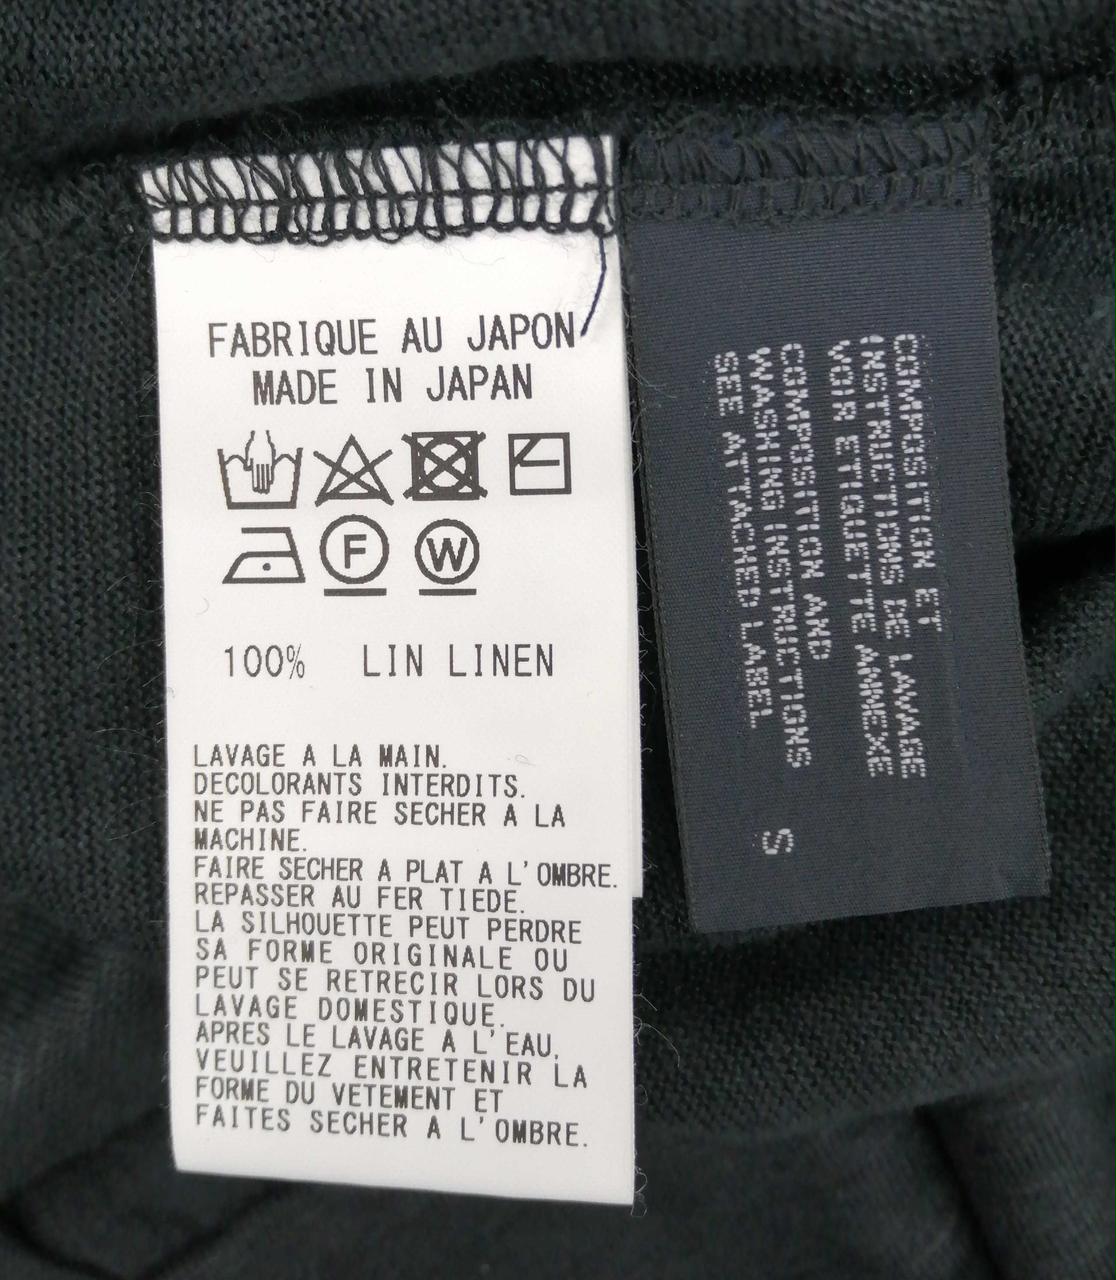 FABRIQUE AU JAPON
MADE IN JAPAN
F W
100% LIN LINEN
LAVAGE A LA MAIN.
DECOLORANTS INTERDITS.
NE PAS FAIRE SECHER A LA
MACHINE.
FAIRE SECHER A PLAT A L'OMBRE.
REPASSER AU FER TIEDE.
LA SILHOUETTE PEUT PERDRE
SA FORME ORIGINALE OU
PEUT SE RETRECIR LORS DU
LAVAGE DOMESTIQUE.
APRES LE LAVAGE A L'EAU,
VEUILLEZ ENTRETENIR LA
FORME DU VETEMENT ET
FAITES SECHER A L'OMBRE.
COMPOSITION ET
INSTRUCTIONS DE LAVAGE
VOIR ETIQUETTE ANNEXE
COMPOSITION AND
WASHING INSTRUCTIONS
SEE ATTACHED LABEL
S